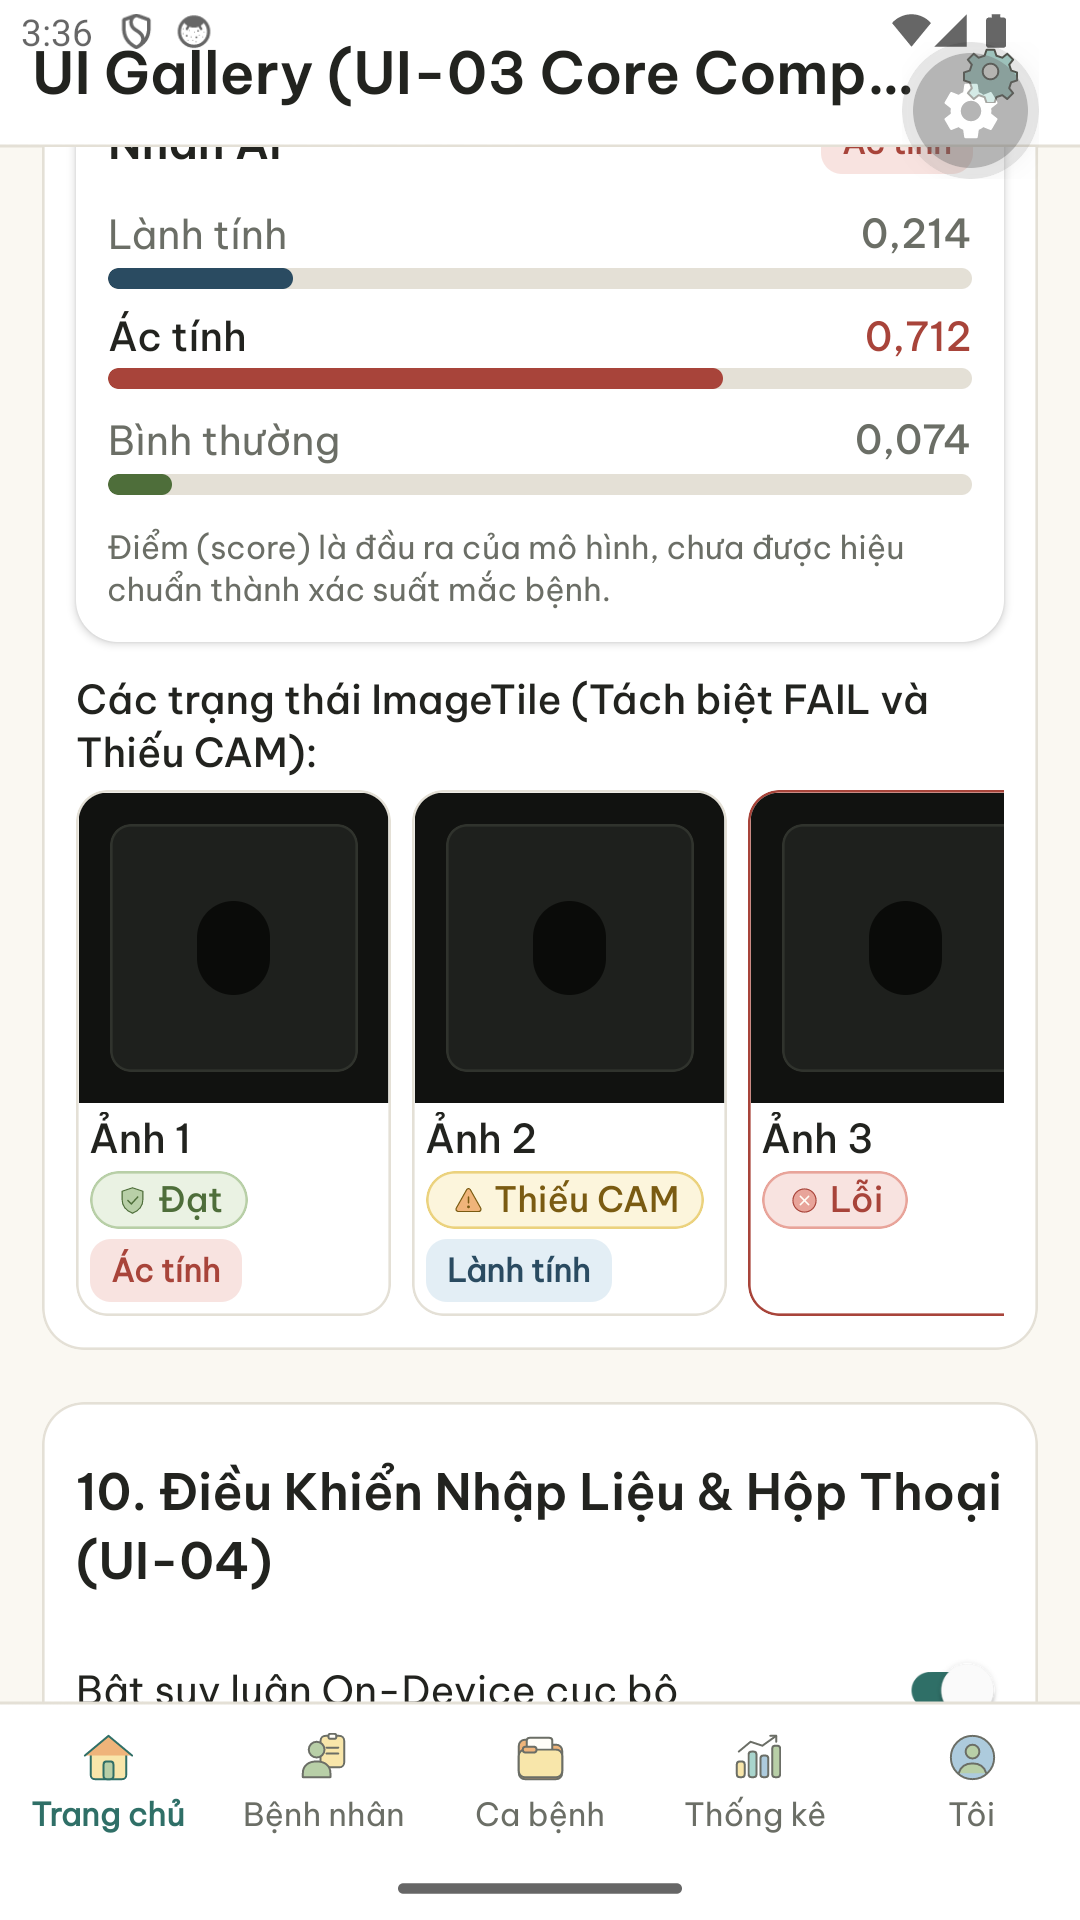 3:36
UI Gallery (UI-03 Core Comp...
Nhãn AI
Ác tính
Lành tính
0,214
Ác tính
0,712
Bình thường
0,074
Điểm (score) là đầu ra của mô hình, chưa được hiệu
chuẩn thành xác suất mắc bệnh.
Các trạng thái ImageTile (Tách biệt FAIL và
Thiếu CAM):
Ảnh 1
Ảnh 2
Ảnh 3
Đạt
Thiếu CAM
Lỗi
Ác tính
Lành tính
10. Điều Khiển Nhập Liệu & Hộp Thoại
(UI-04)
Bật suy luận On-Device cục bộ
Trang chủ
Bệnh nhân
Ca bệnh
Thống kê
Tôi